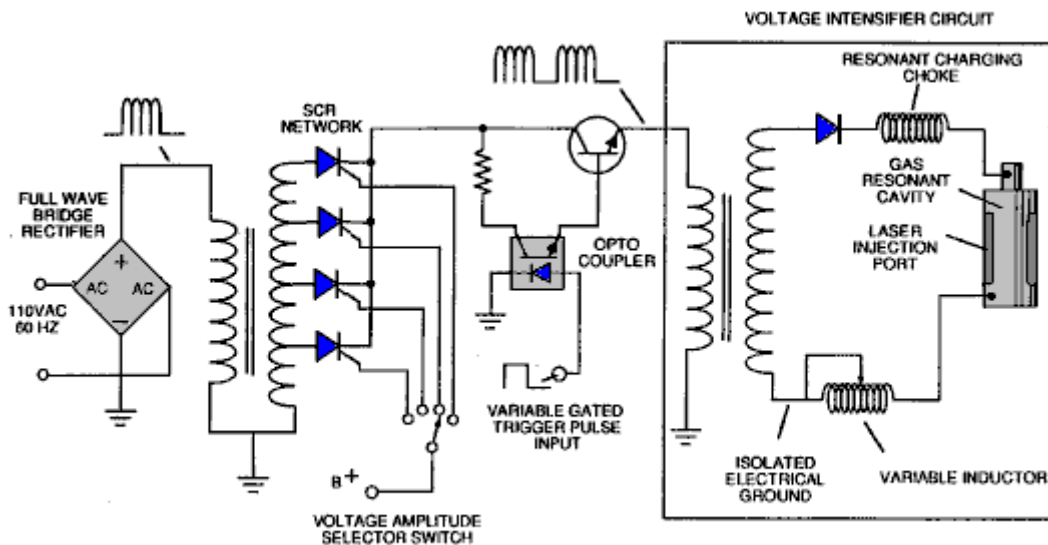 VOLTAGE INTENSIFIER CIRCUIT
RESONANT CHARGING
CHOKE
SCR
NETWORK
GAS
RESONANT
CAVITY
FULL WAVE
BRIDGE
RECTIFIER
LASER
INJECTION
PORT
OPTO
COUPLER
+
AC AC
−
110VAC
60 HZ
VARIABLE GATED
TRIGGER PULSE
INPUT
ISOLATED
ELECTRICAL
GROUND
VARIABLE INDUCTOR
B+
VOLTAGE AMPLITUDE
SELECTOR SWITCH